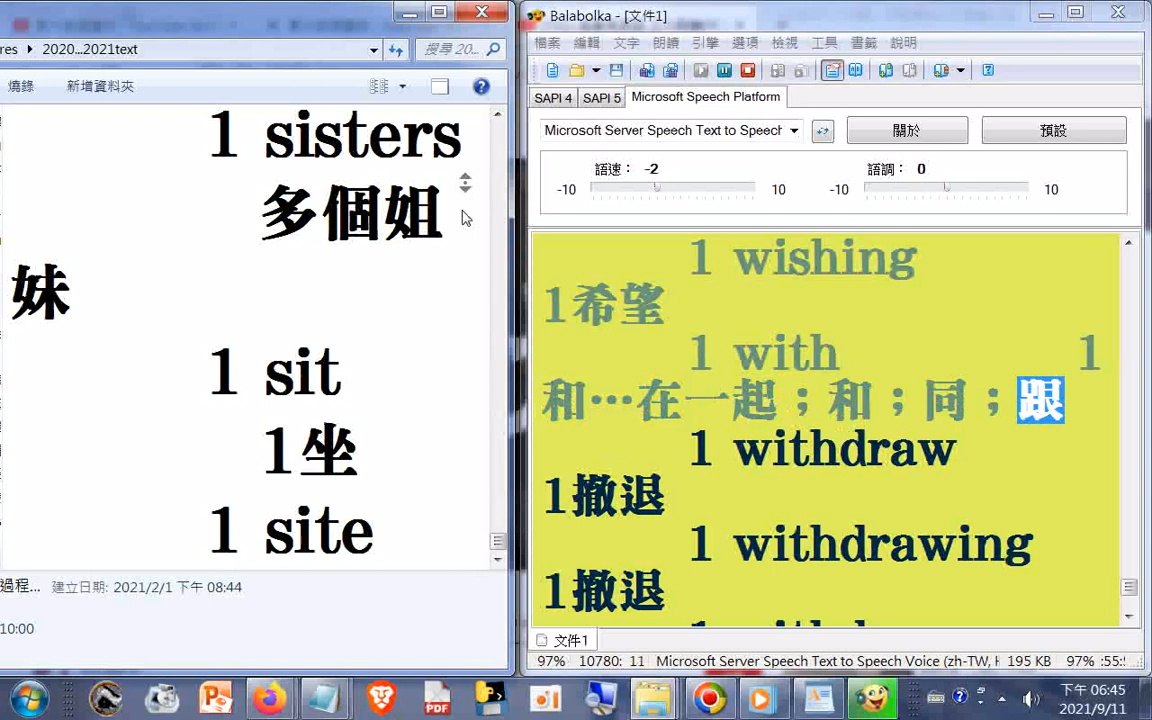 res ▸ 2020...2021text
搜尋 20...
燒錄
新增資料夾
1 sisters
多個姐
妹
1 sit
1坐
1 site
過程...
建立日期: 2021/2/1 下午 08:44
10:00
Balabolka - [文件1]
檔案 編輯 文字 朗讀 引擎 選項 檢視 工具 書籤 說明
SAPI 4 SAPI 5 Microsoft Speech Platform
Microsoft Server Speech Text to Speech
關於
預設
語速： -2
語調： 0
-10 10 -10 10
1 wishing
1希望
1 with 1
和…在一起；和；同；跟
1 withdraw
1撤退
1 withdrawing
1撤退
文件1
97% 10780: 11 Microsoft Server Speech Text to Speech Voice (zh-TW, H 195 KB 97%
PDF
下午 06:45
2021/9/11